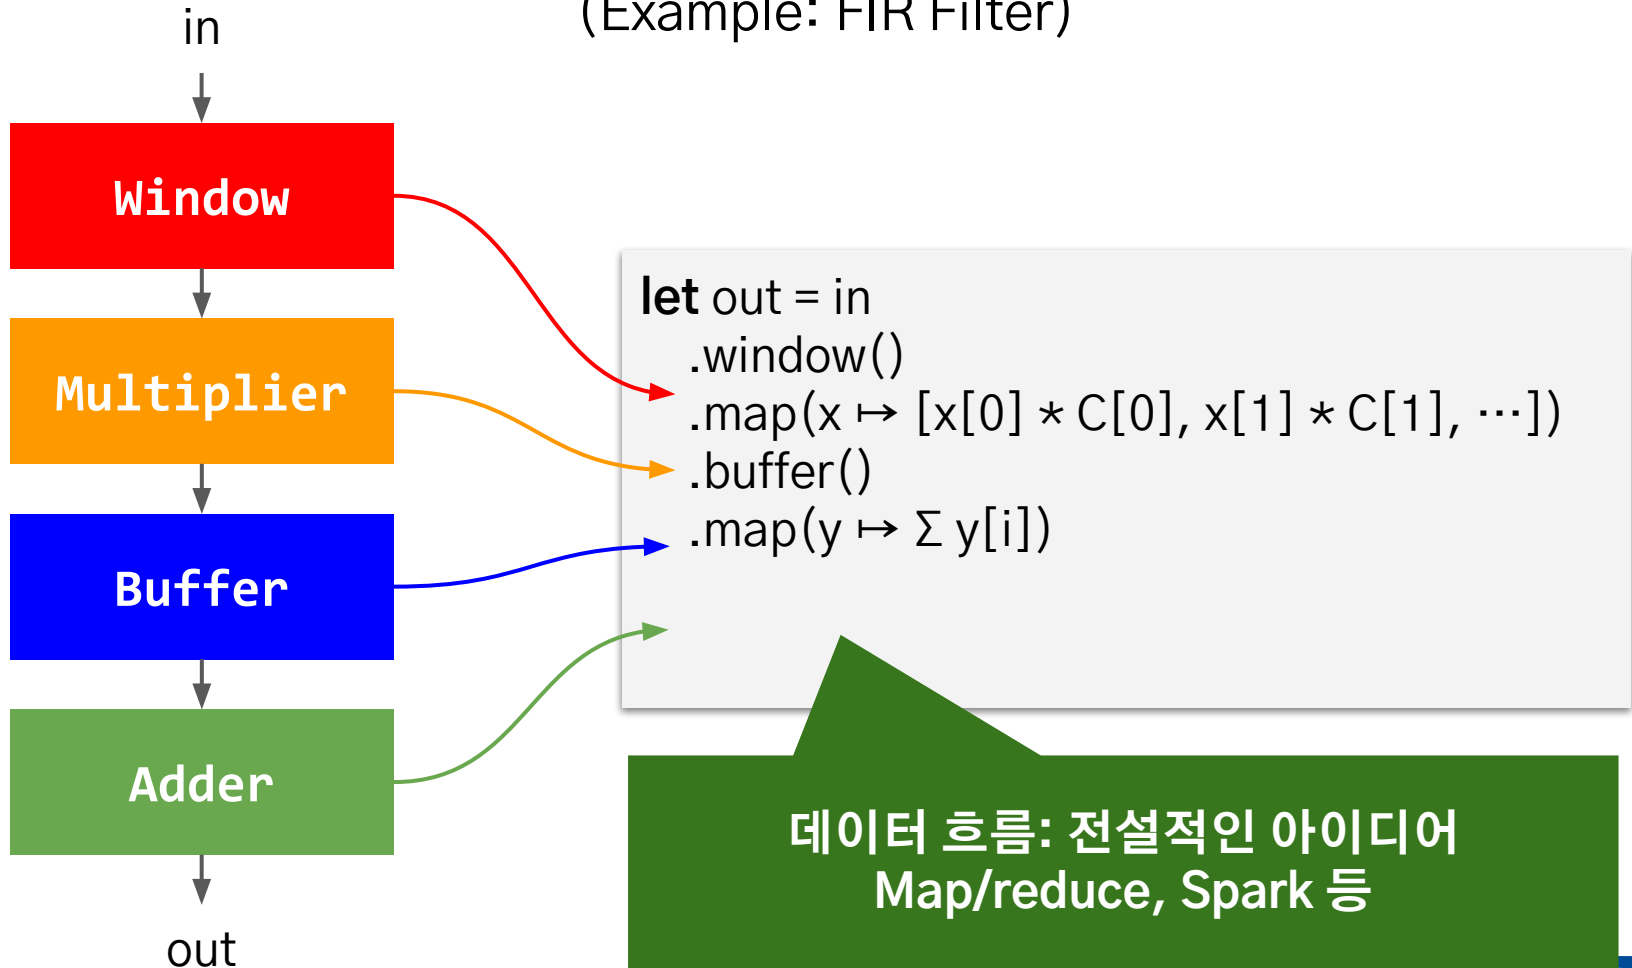 (Example: FIR Filter)
in
Window
Multiplier
Buffer
Adder
out
let out = in
.window()
.map(x ↦ [x[0] * C[0], x[1] * C[1], ⋯])
.buffer()
.map(y ↦ Σ y[i])
데이터 흐름: 전설적인 아이디어
Map/reduce, Spark 등